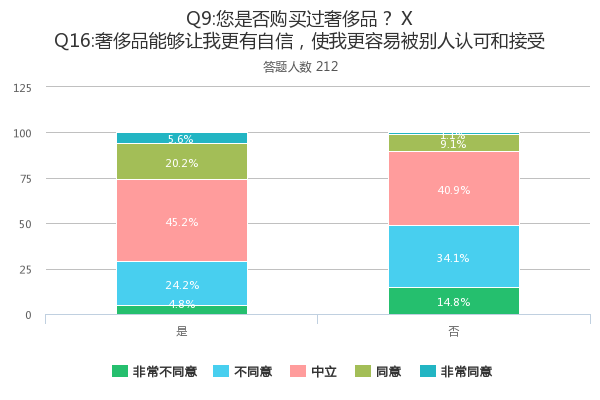 Q9:您是否购买过奢侈品？ X
Q16:奢侈品能够让我更有自信，使我更容易被别人认可和接受
答题人数 212
125
100
75
50
25
0
5.6%
20.2%
45.2%
24.2%
4.8%
1.1%
9.1%
40.9%
34.1%
14.8%
是
否
非常不同意 不同意 中立 同意 非常同意